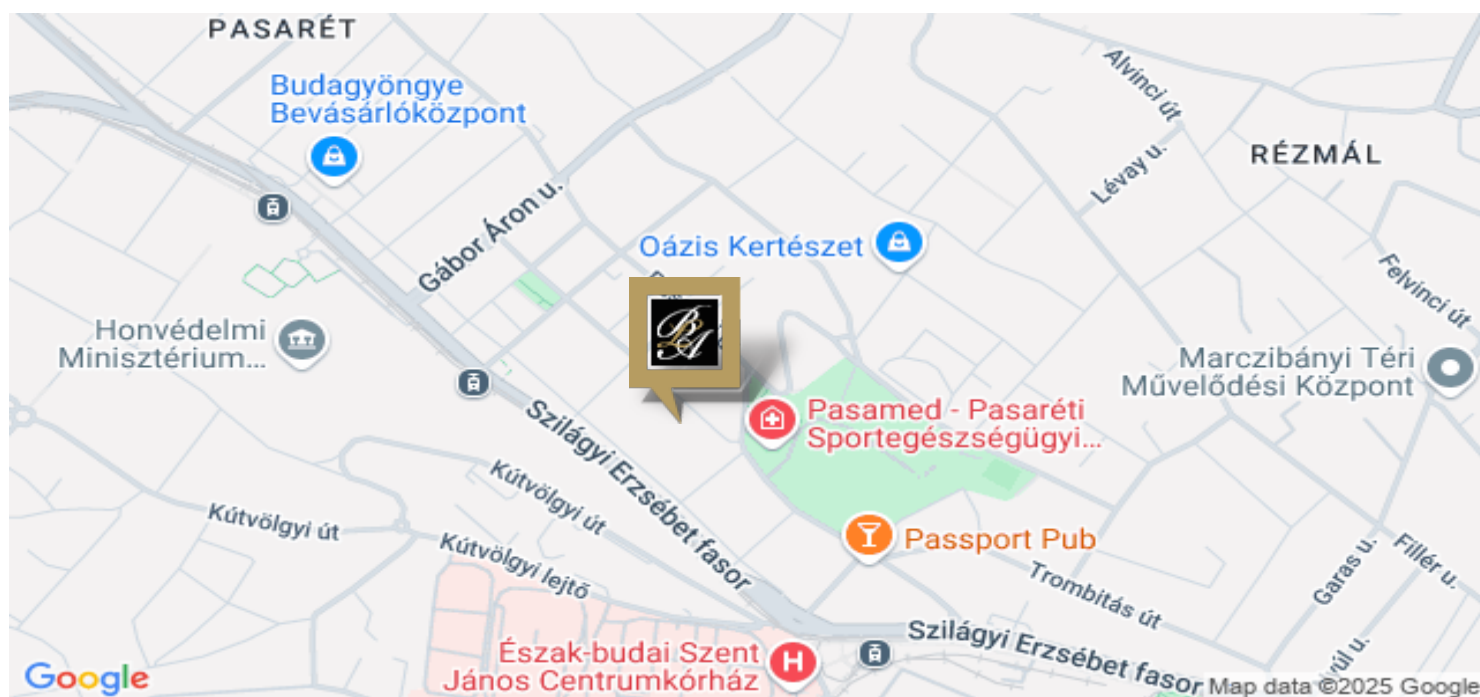 PASARÉT
Budagyöngye
Bevásárlóközpont
Alvinci út
RÉZMÁL
Lévay u.
Gábor Áron u.
Oázis Kertészet
Felvinci út
Honvédelmi
Minisztérium...
Marczibányi Téri
Művelődési Központ
Szilágyi Erzsébet fasor
Pasamed - Pasaréti
Sportegészségügyi...
Kútvölgyi út
Kútvölgyi út
Kútvölgyi lejtő
Passport Pub
Trombitás út
Garas u.
Fillér u.
Szilágyi Erzsébet fasor
Észak-budai Szent
János Centrumkórház
H
Google
Map data ©2025 Google